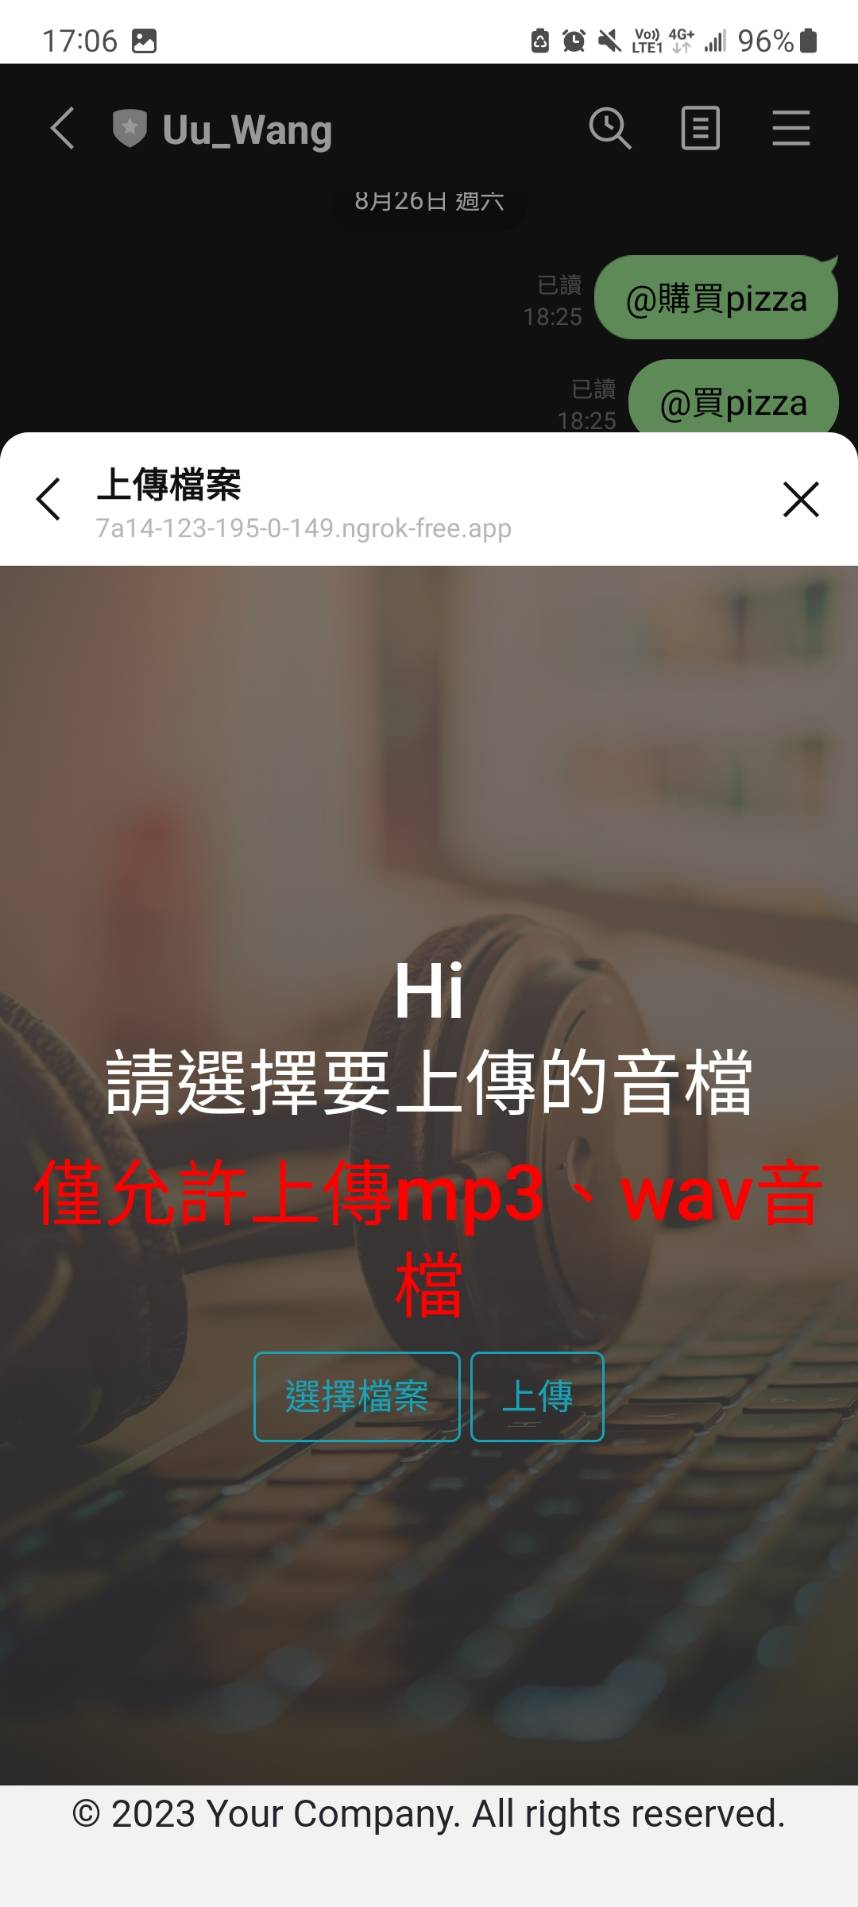 17:06
Vo)) LTE1 4G+ 96%
Uu_Wang
8月26日 週六
已讀
18:25
@購買pizza
已讀
18:25
@買pizza
上傳檔案
7a14-123-195-0-149.ngrok-free.app
Hi
請選擇要上傳的音檔
僅允許上傳mp3、wav音
檔
選擇檔案
上傳
© 2023 Your Company. All rights reserved.